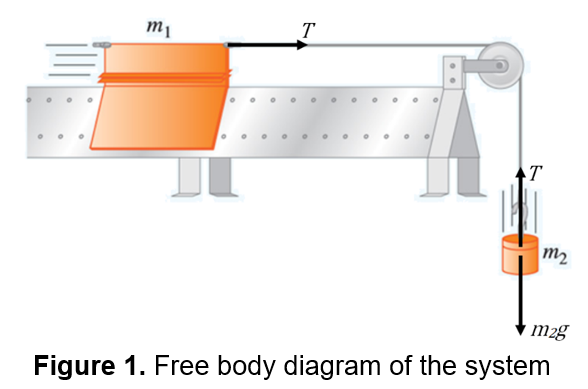 m₁
T
T
m₂
m₂g
Figure 1. Free body diagram of the system